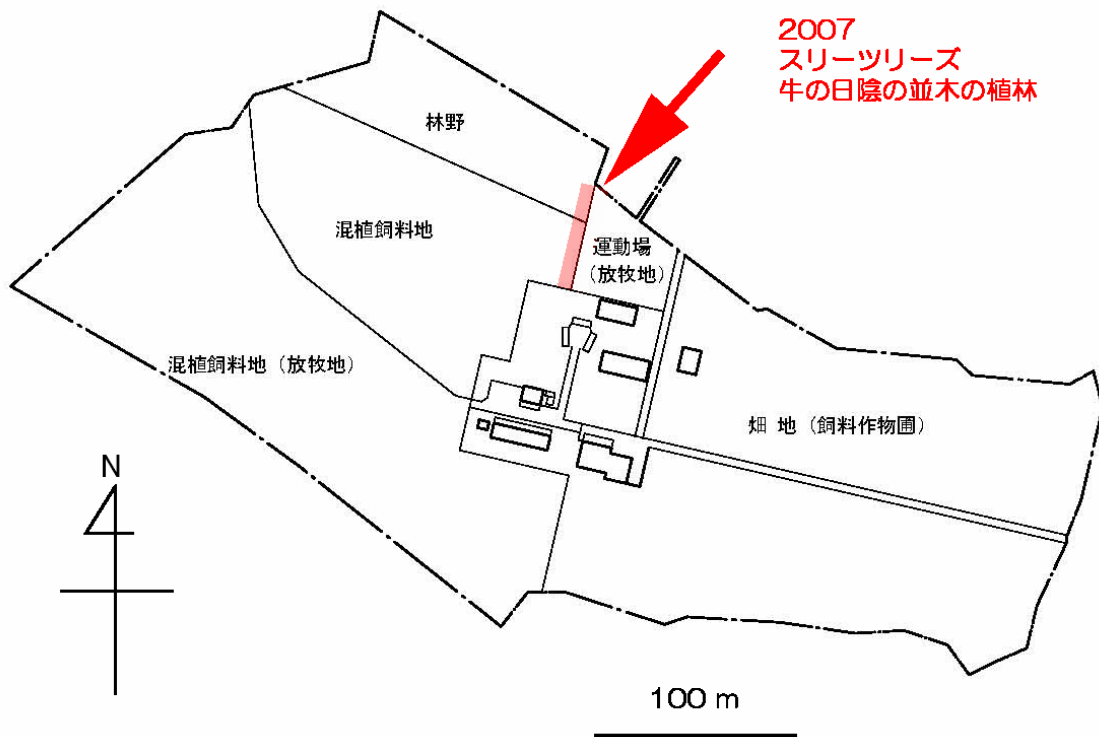 2007
スリーツリーズ
牛の日陰の並木の植林
林野
混植飼料地
運動場
（放牧地）
混植飼料地（放牧地）
畑 地（飼料作物圃）
N
100 m